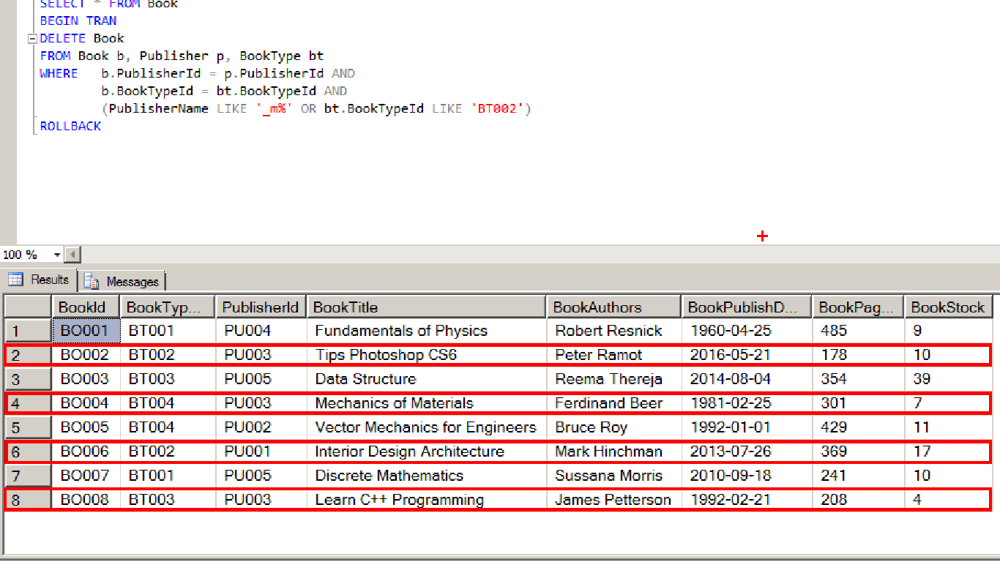 SELECT * FROM Book
BEGIN TRAN
DELETE Book
FROM Book b, Publisher p, BookType bt
WHERE b.PublisherId = p.PublisherId AND
b.BookTypeId = bt.BookTypeId AND
(PublisherName LIKE '_m%' OR bt.BookTypeId LIKE 'BT002')
ROLLBACK
100 %
Results Messages
BookId BookTyp... PublisherId BookTitle BookAuthors BookPublishD... BookPag... BookStock
1 BO001 BT001 PU004 Fundamentals of Physics Robert Resnick 1960-04-25 485 9
2 BO002 BT002 PU003 Tips Photoshop CS6 Peter Ramot 2016-05-21 178 10
3 BO003 BT003 PU005 Data Structure Reema Thereja 2014-08-04 354 39
4 BO004 BT004 PU003 Mechanics of Materials Ferdinand Beer 1981-02-25 301 7
5 BO005 BT004 PU002 Vector Mechanics for Engineers Bruce Roy 1992-01-01 429 11
6 BO006 BT002 PU001 Interior Design Architecture Mark Hinchman 2013-07-26 369 17
7 BO007 BT001 PU005 Discrete Mathematics Sussana Morris 2010-09-18 241 10
8 BO008 BT003 PU003 Learn C++ Programming James Petterson 1992-02-21 208 4